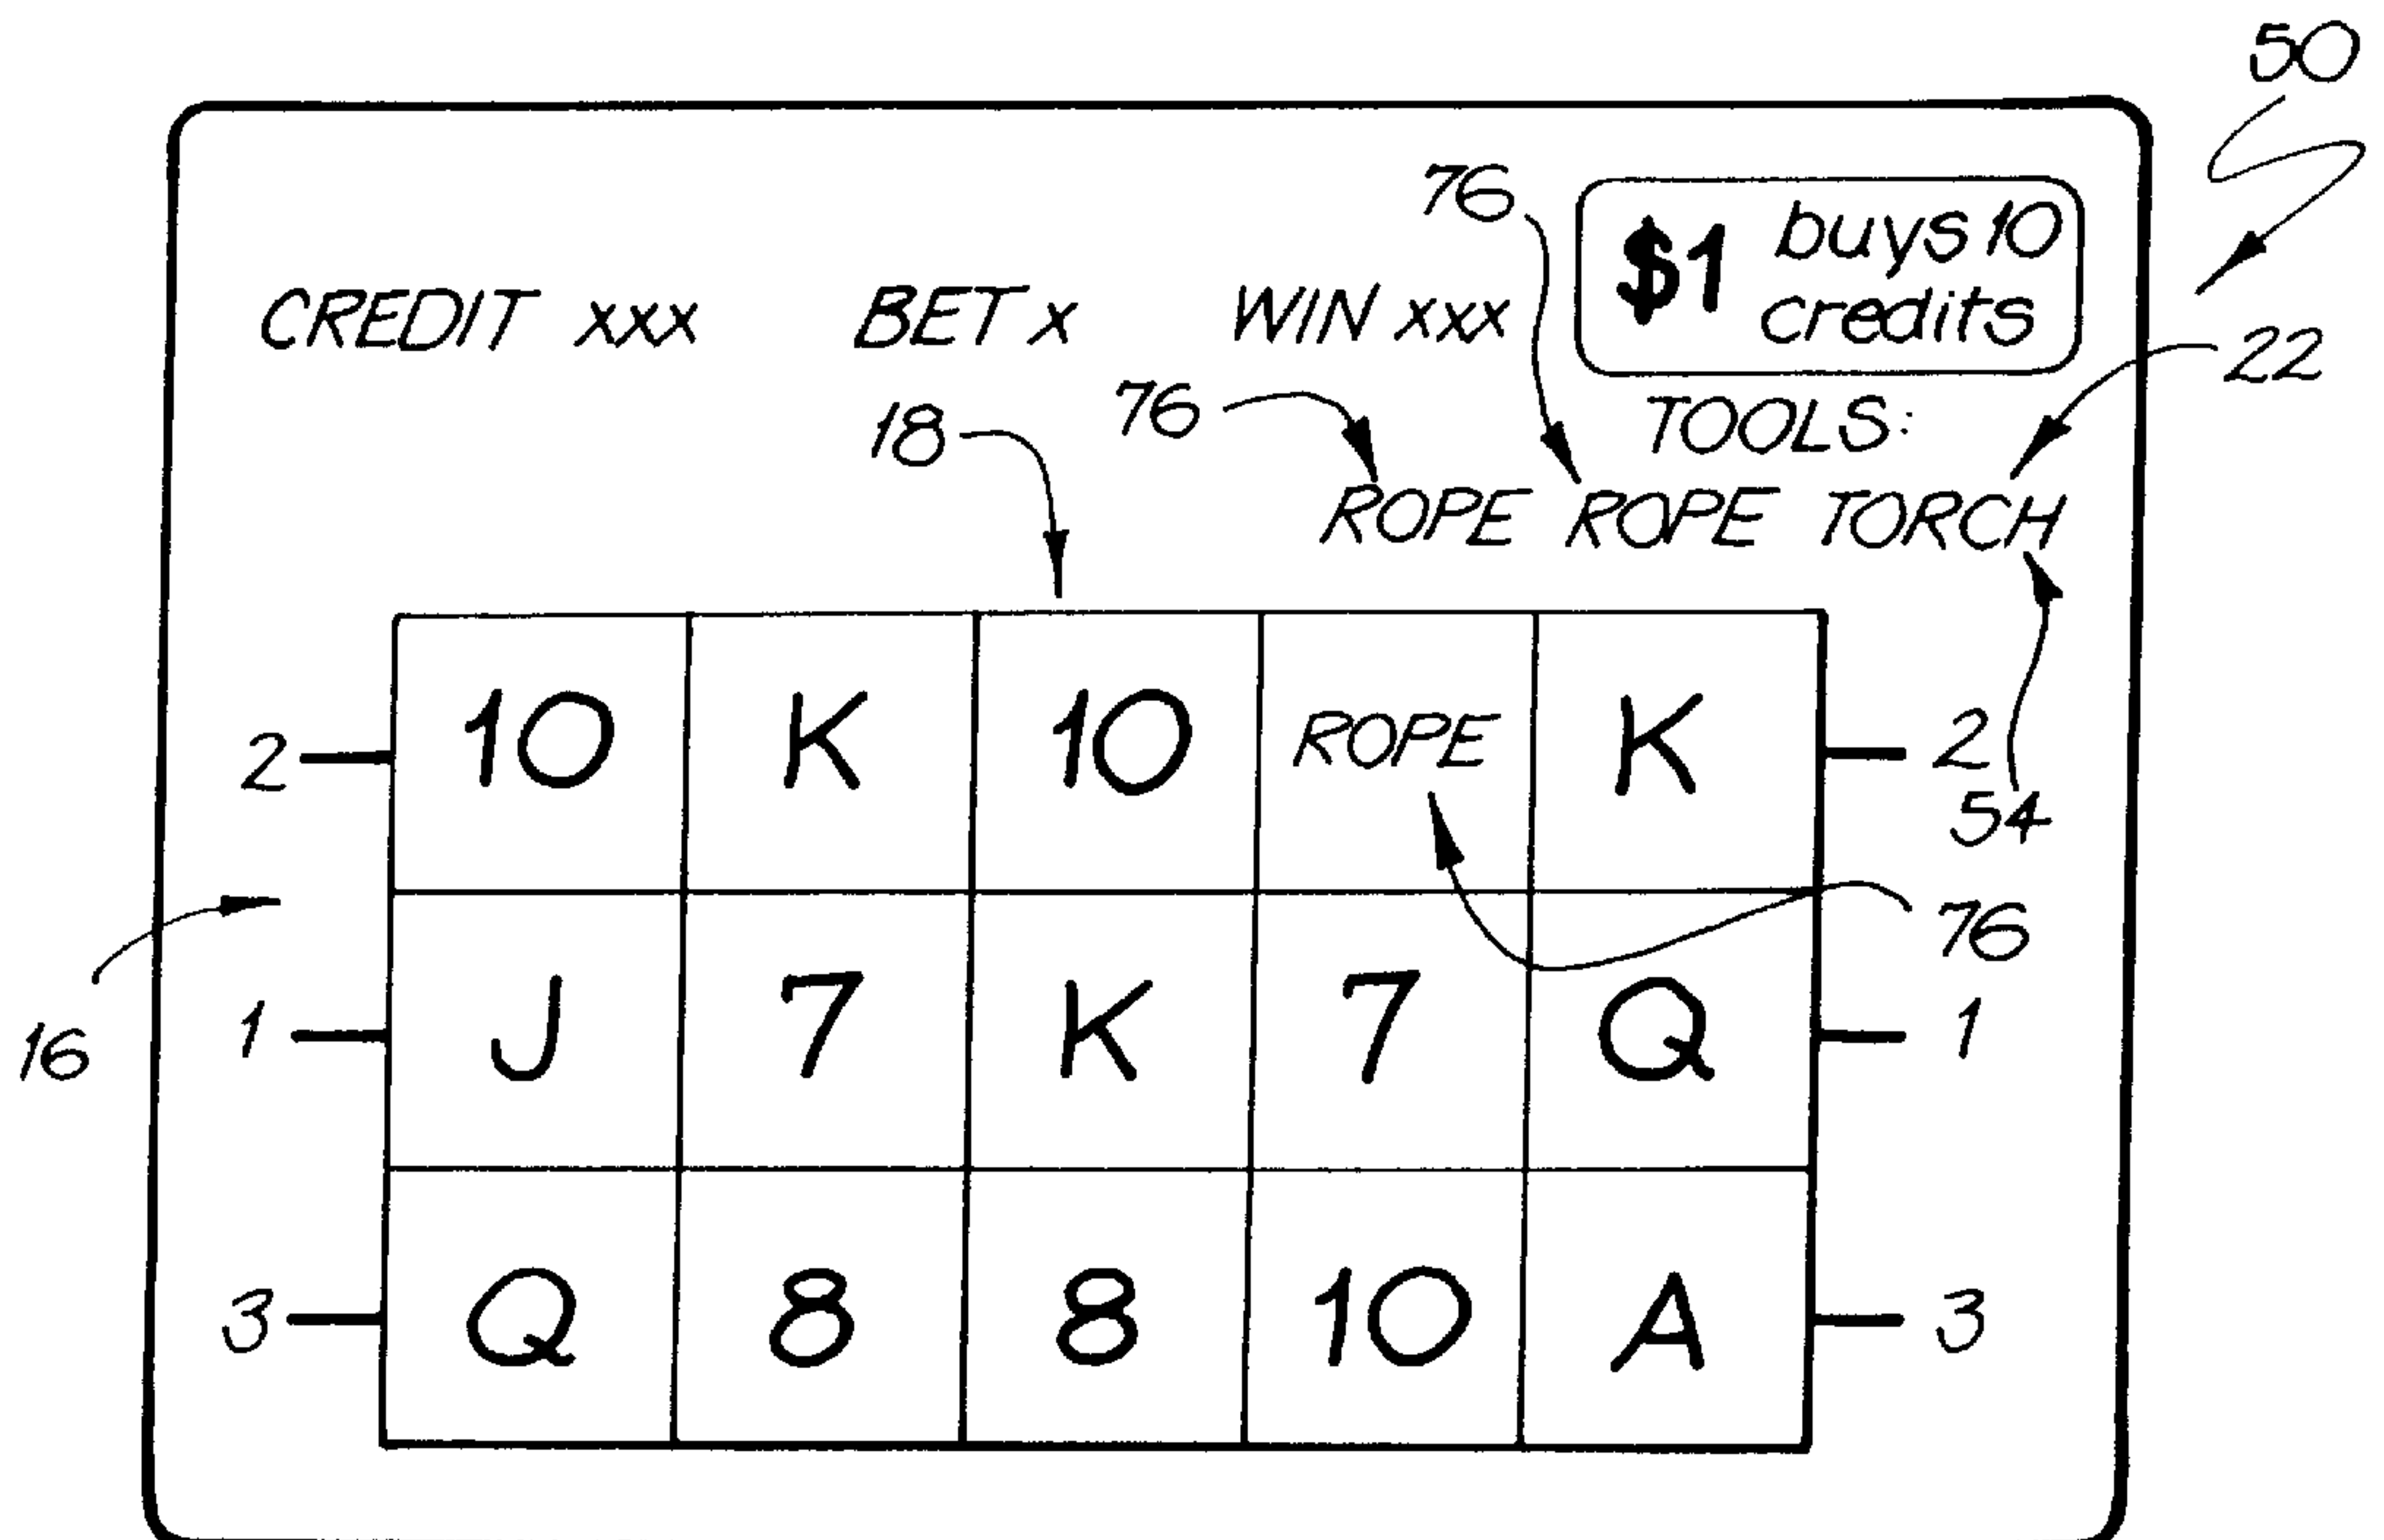 50
76
$1 buys 10
credits
CREDIT xxx BET x WIN xxx
22
18 76 TOOLS:
ROPE ROPE TORCH
2 10 K 10 ROPE K 2
54
76
16 1 J 7 K 7 Q 1
3 Q 8 8 10 A 3